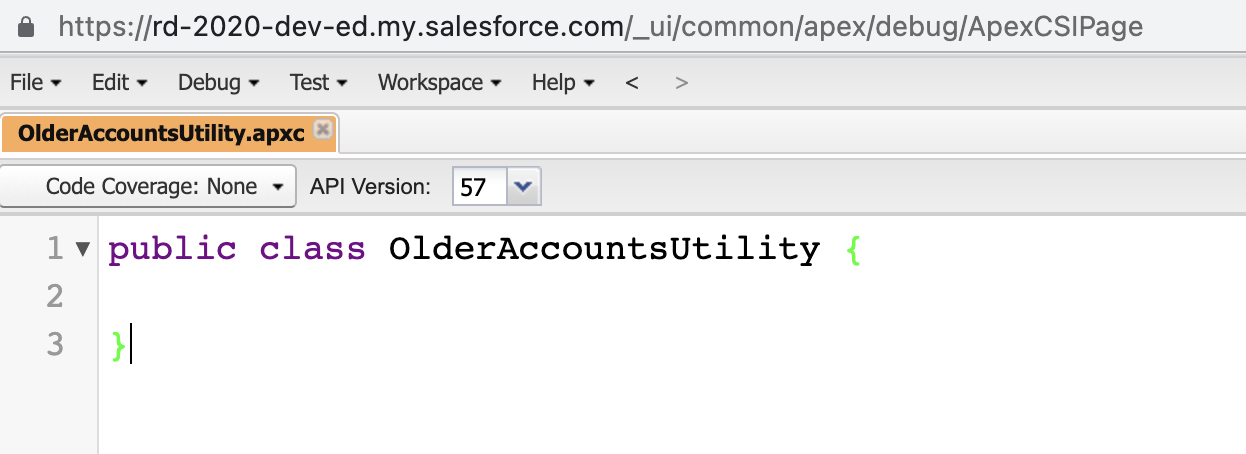 https://rd-2020-dev-ed.my.salesforce.com/_ui/common/apex/debug/ApexCSIPage
File Edit Debug Test Workspace Help < >
OlderAccountsUtility.apxc
Code Coverage: None API Version: 57
1 public class OlderAccountsUtility {
2
3 }